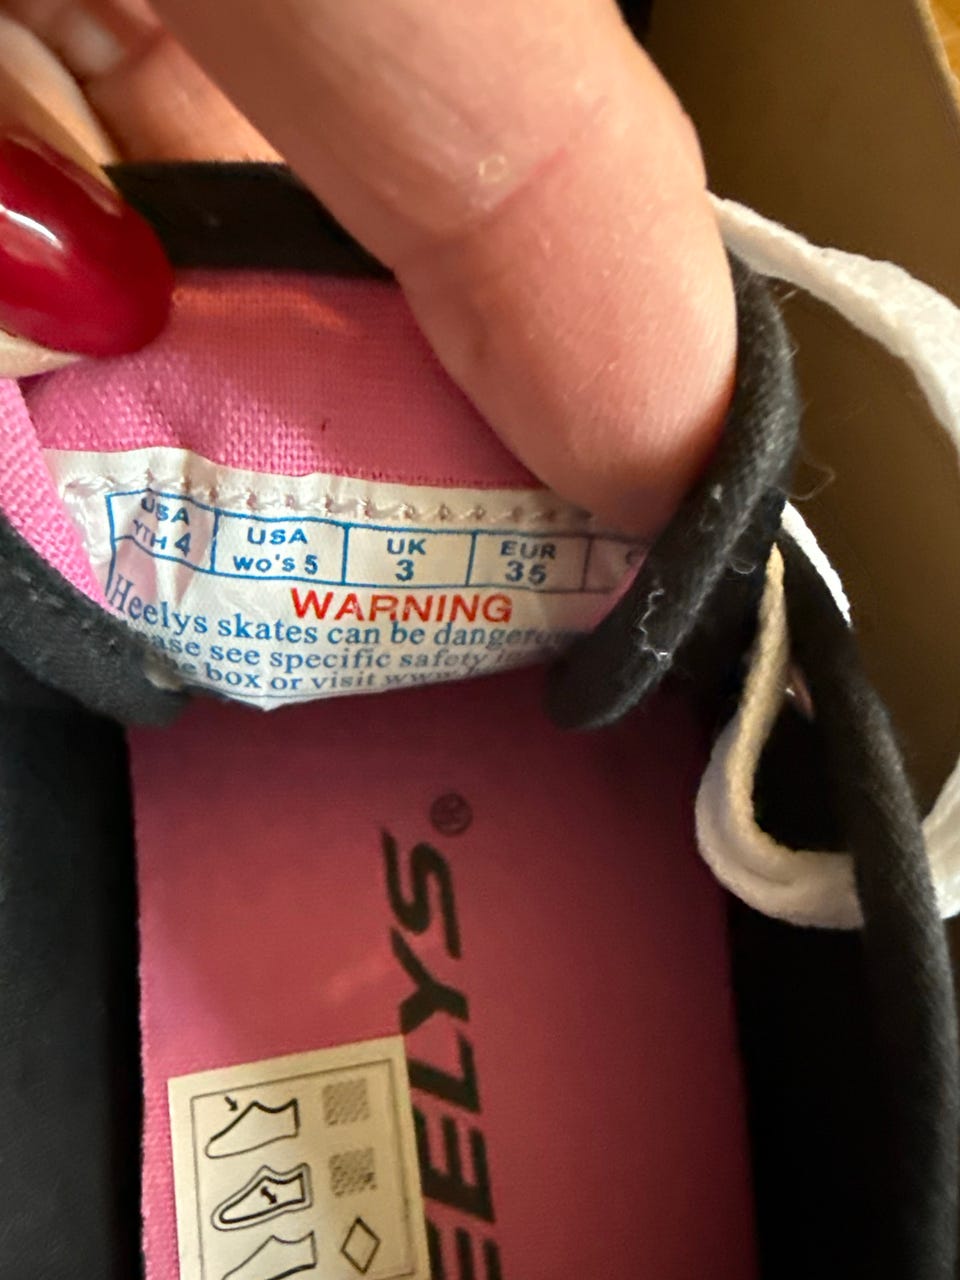 USA USA UK EUR
YTH 4 wo's 5 3 35
WARNING
Heelys skates can be
see specific safety
box or visit
EELYS®